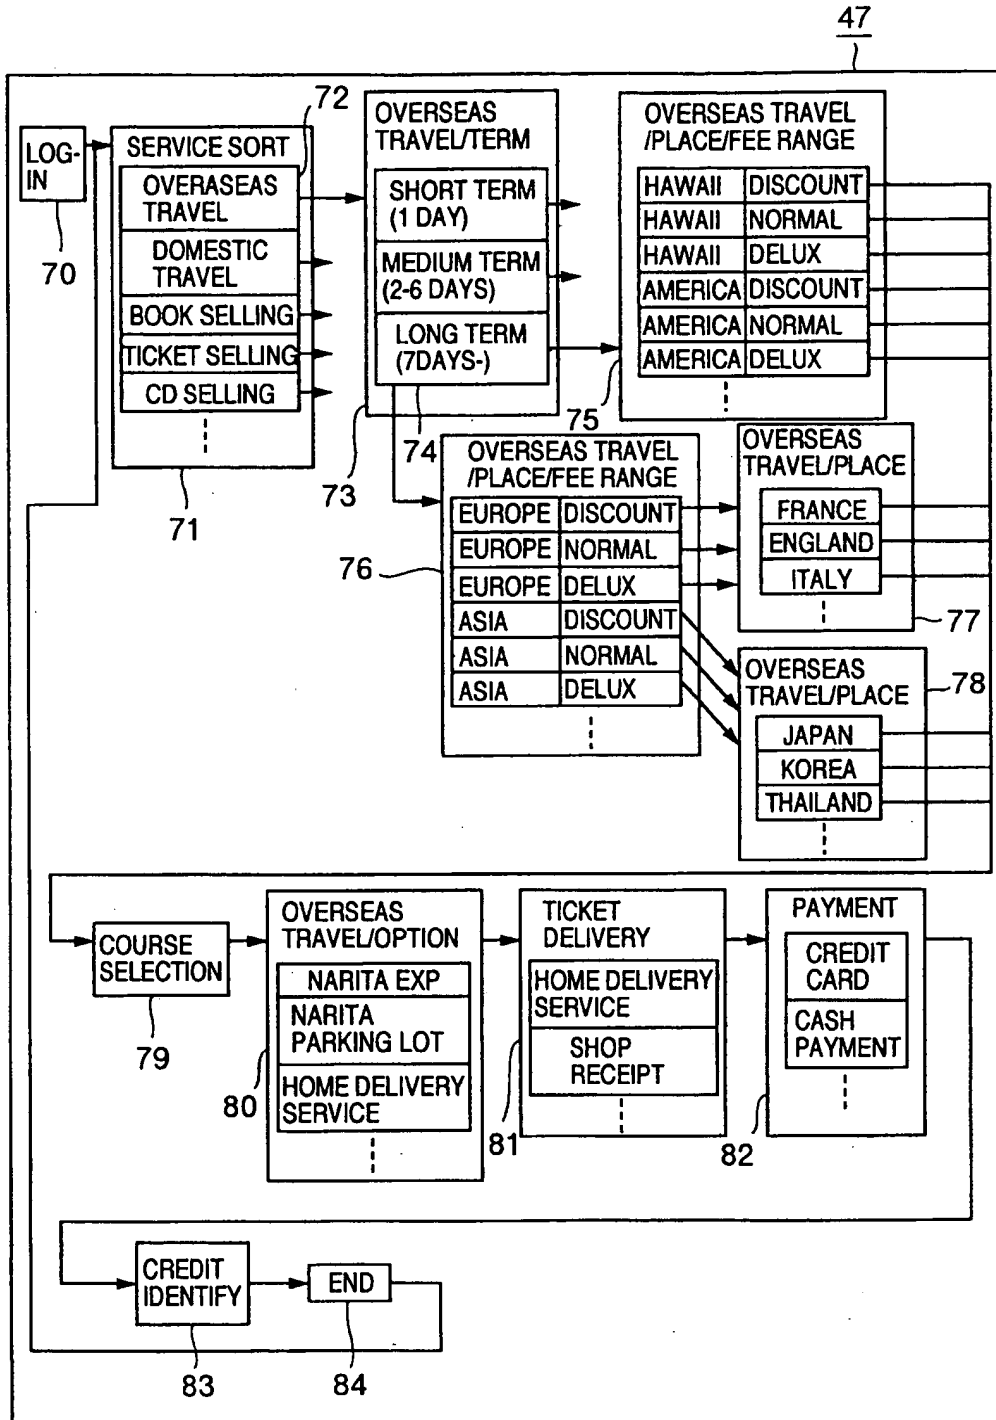 47
LOG-
IN
70
SERVICE SORT
72
OVERASEAS
TRAVEL
DOMESTIC
TRAVEL
BOOK SELLING
TICKET SELLING
CD SELLING
71
OVERSEAS
TRAVEL/TERM
SHORT TERM
(1 DAY)
MEDIUM TERM
(2-6 DAYS)
LONG TERM
(7DAYS-)
73
74
OVERSEAS TRAVEL
/PLACE/FEE RANGE
HAWAII DISCOUNT
HAWAII NORMAL
HAWAII DELUX
AMERICA DISCOUNT
AMERICA NORMAL
AMERICA DELUX
75
OVERSEAS TRAVEL
/PLACE/FEE RANGE
EUROPE DISCOUNT
EUROPE NORMAL
EUROPE DELUX
ASIA DISCOUNT
ASIA NORMAL
ASIA DELUX
76
OVERSEAS
TRAVEL/PLACE
FRANCE
ENGLAND
ITALY
77
OVERSEAS
TRAVEL/PLACE
78
JAPAN
KOREA
THAILAND
COURSE
SELECTION
79
OVERSEAS
TRAVEL/OPTION
NARITA EXP
NARITA
PARKING LOT
HOME DELIVERY
SERVICE
80
TICKET
DELIVERY
HOME DELIVERY
SERVICE
SHOP
RECEIPT
81
PAYMENT
CREDIT
CARD
CASH
PAYMENT
82
CREDIT
IDENTIFY
83
END
84